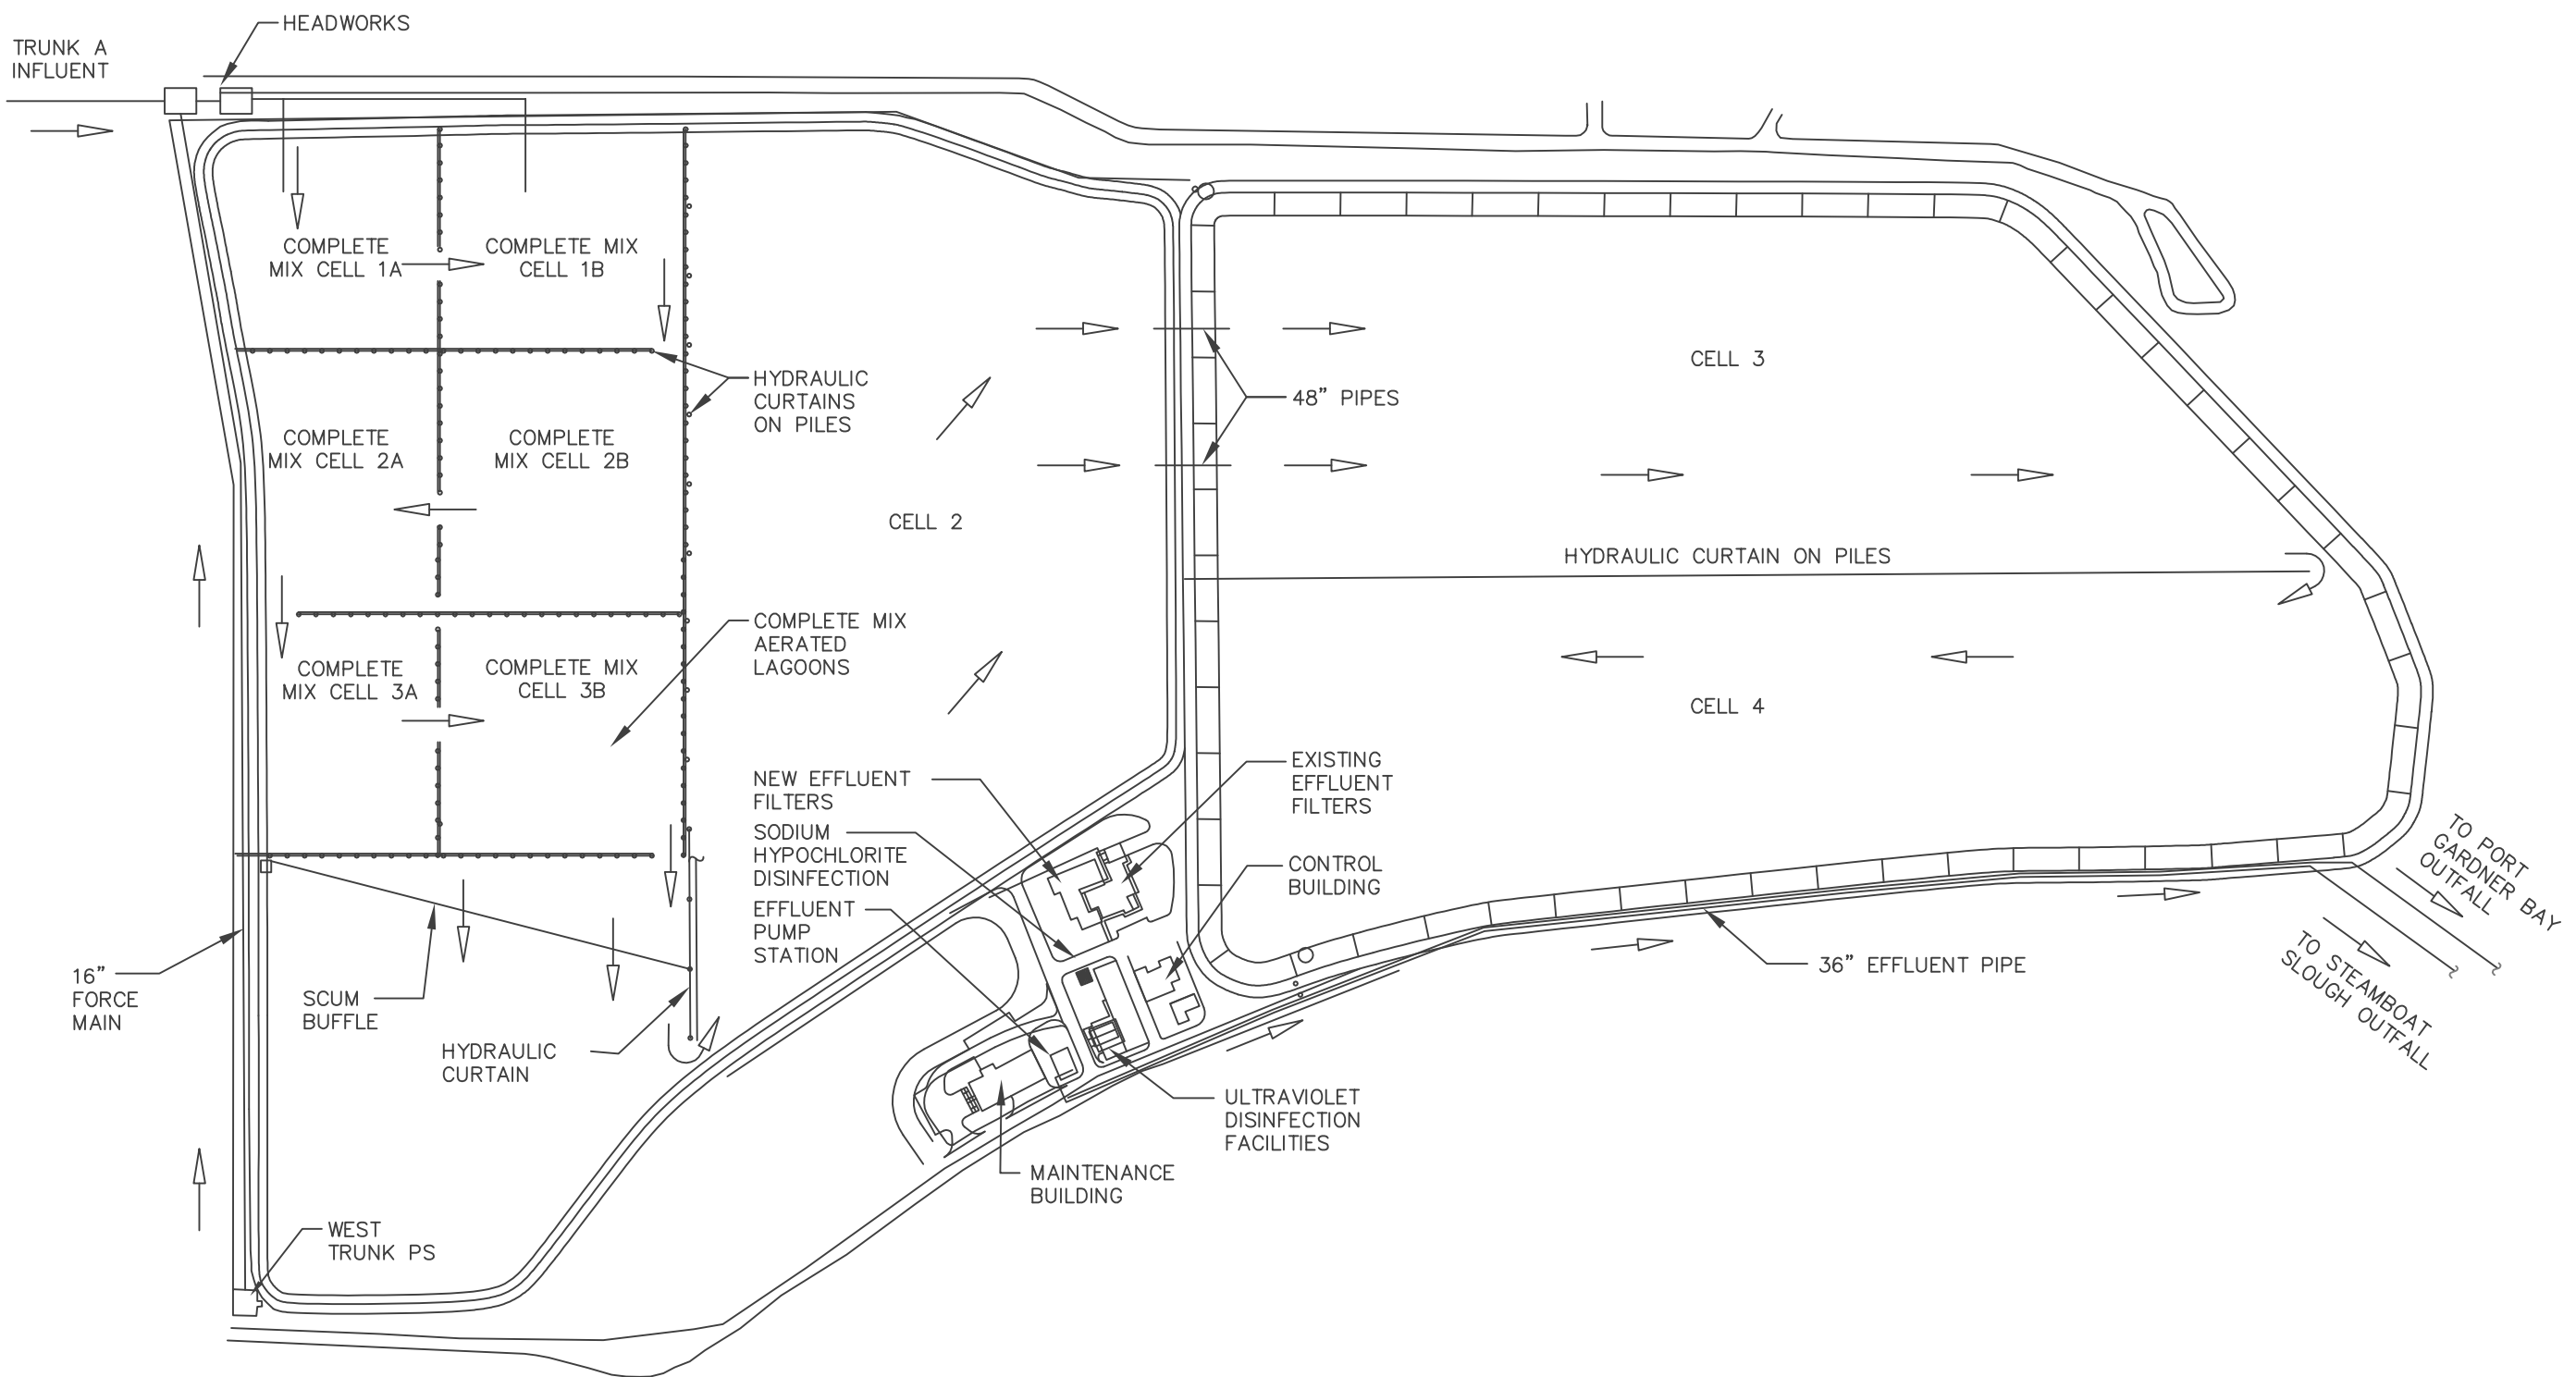 HEADWORKS
TRUNK A
INFLUENT
COMPLETE
MIX CELL 1A
COMPLETE MIX
CELL 1B
HYDRAULIC
CURTAINS
ON PILES
COMPLETE
MIX CELL 2A
COMPLETE
MIX CELL 2B
CELL 2
CELL 3
48” PIPES
HYDRAULIC CURTAIN ON PILES
COMPLETE MIX
AERATED
LAGOONS
COMPLETE
MIX CELL 3A
COMPLETE MIX
CELL 3B
CELL 4
NEW EFFLUENT
FILTERS
EXISTING
EFFLUENT
FILTERS
SODIUM
HYPOCHLORITE
DISINFECTION
CONTROL
BUILDING
EFFLUENT
PUMP
STATION
TO PORT
GARDNER BAY
OUTFALL
TO STEAMBOAT
SLOUGH OUTFALL
36” EFFLUENT PIPE
16”
FORCE
MAIN
SCUM
BUFFLE
HYDRAULIC
CURTAIN
ULTRAVIOLET
DISINFECTION
FACILITIES
MAINTENANCE
BUILDING
WEST
TRUNK PS